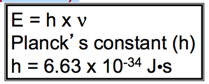 E = h x ν
Planck's constant (h)
h = 6.63 x 10⁻³⁴ J•s